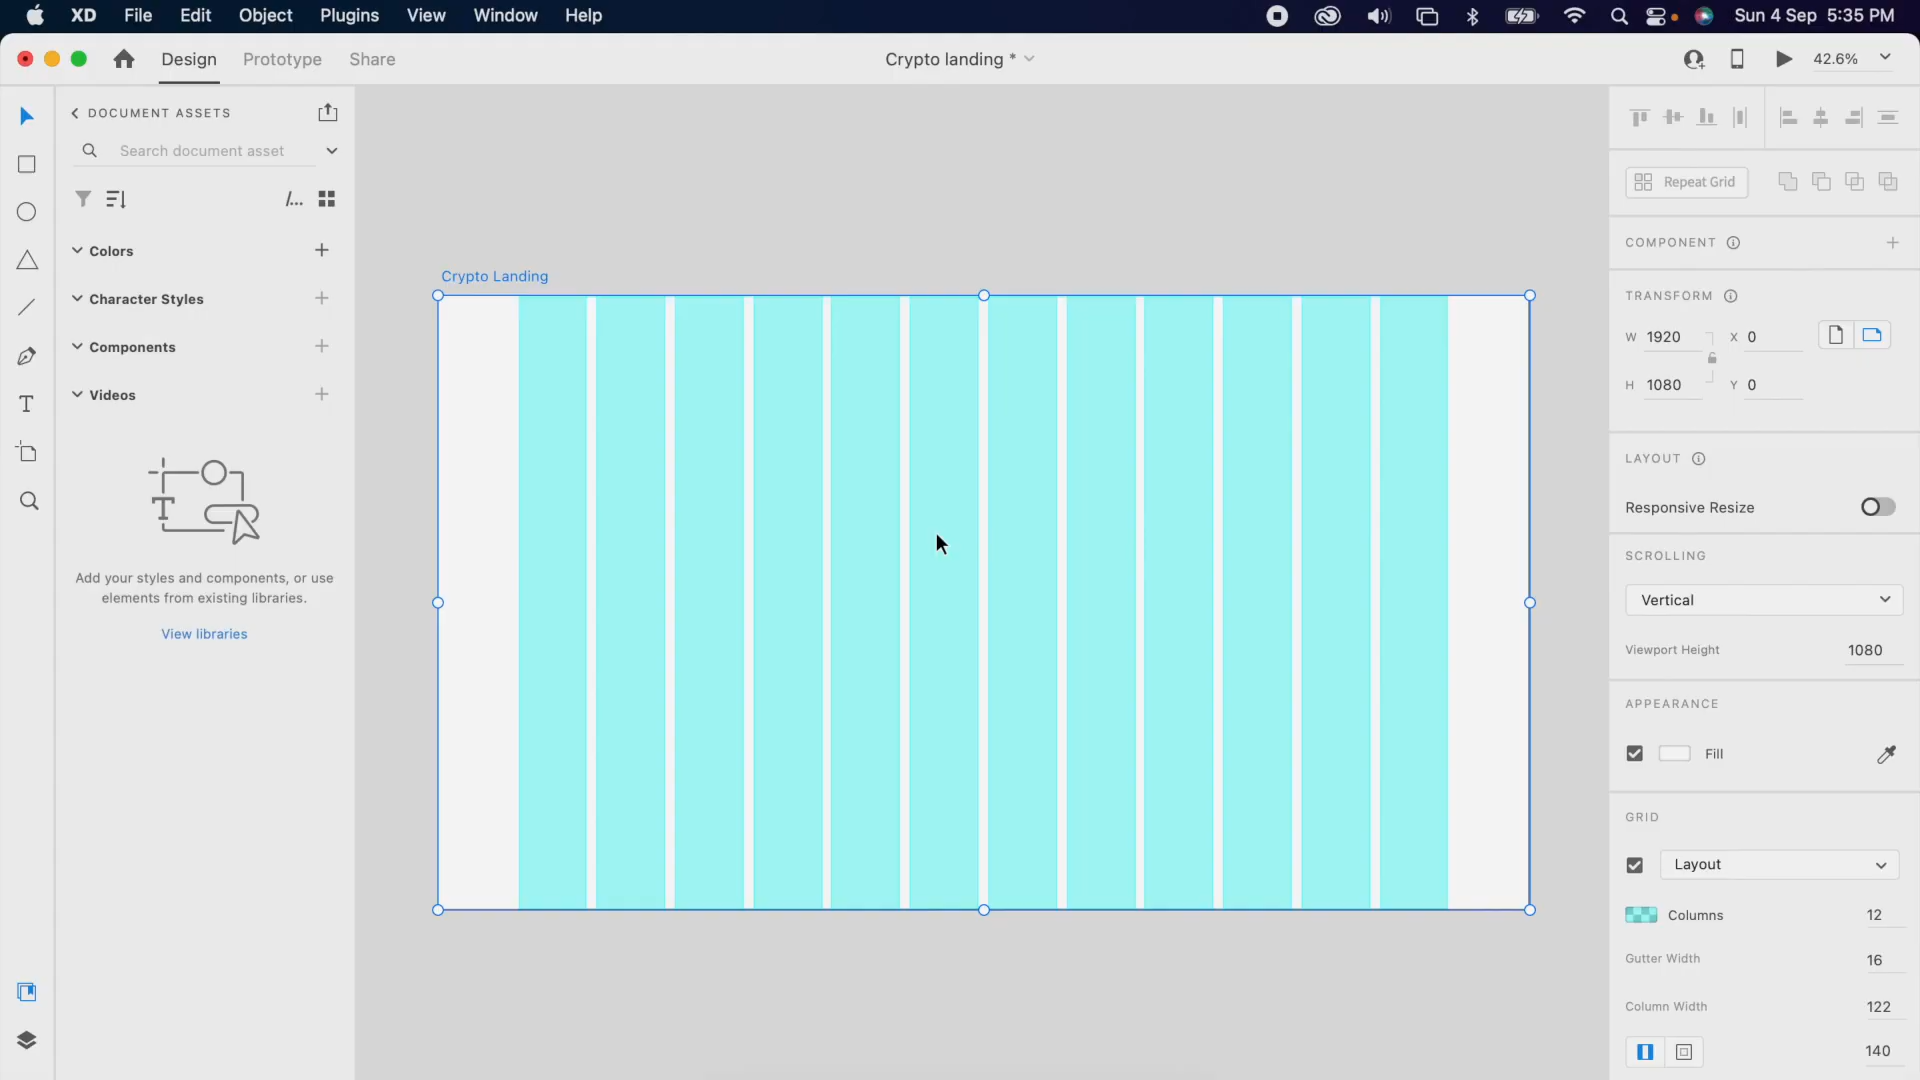 XD File Edit Object Plugins View Window Help Sun 4 Sep 5:35 PM
Design Prototype Share Crypto landing * 42.6%
DOCUMENT ASSETS
Search document asset
/...
Colors
Character Styles
Components
Videos
Add your styles and components, or use
elements from existing libraries.
View libraries
Crypto Landing
Repeat Grid
COMPONENT
TRANSFORM
W 1920 X 0
H 1080 Y 0
LAYOUT
Responsive Resize
SCROLLING
Vertical
Viewport Height 1080
APPEARANCE
Fill
GRID
Layout
Columns 12
Gutter Width 16
Column Width 122
140